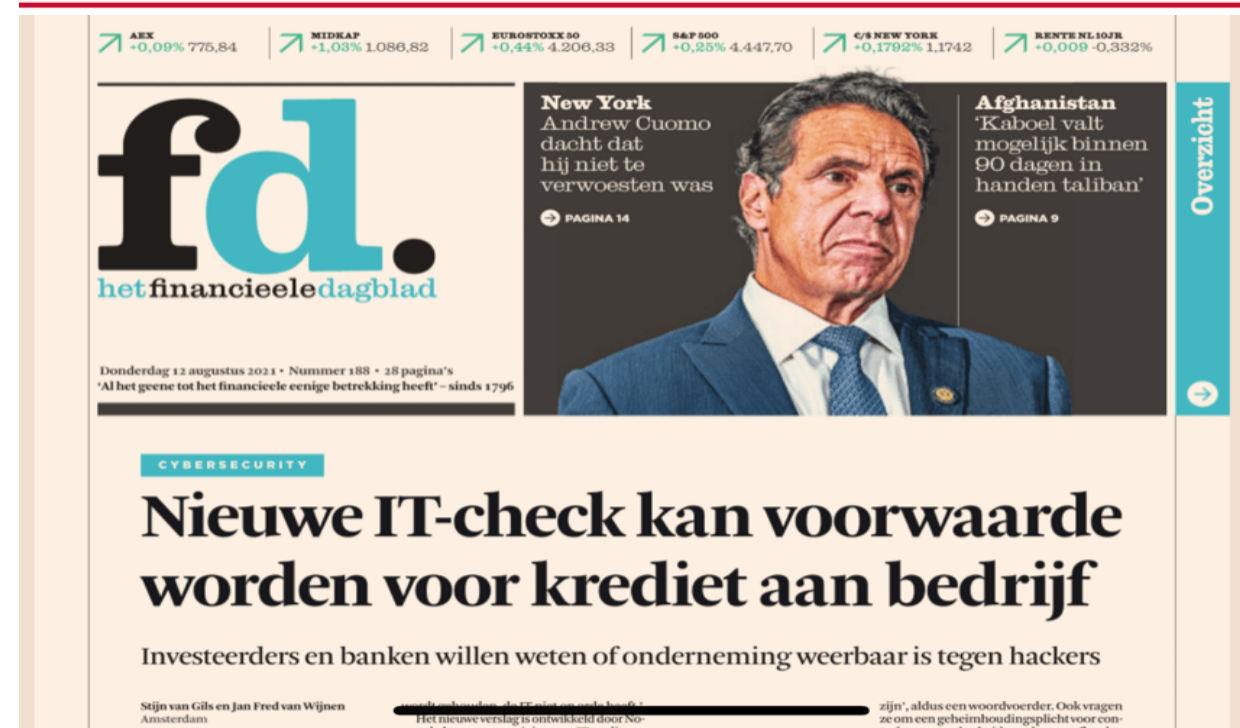 AEX
+0,09% 775,84
MIDKAP
+1,03% 1.086,82
EUROSTOXX 50
+0,44% 4.206,33
S&P 500
+0,25% 4.447,70
€/$ NEW YORK
+0,1792% 1,1742
RENTE NL 10JR
+0,009 -0,332%
fd.
hetfinancieeledagblad
Donderdag 12 augustus 2021 • Nummer 188 • 28 pagina's
'Al het geene tot het financieele eenige betrekking heeft' – sinds 1796
New York
Andrew Cuomo
dacht dat
hij niet te
verwoesten was
PAGINA 14
Afghanistan
'Kaboel valt
mogelijk binnen
90 dagen in
handen taliban'
PAGINA 9
Overzicht
CYBERSECURITY
Nieuwe IT-check kan voorwaarde
worden voor krediet aan bedrijf
Investeerders en banken willen weten of onderneming weerbaar is tegen hackers
Stijn van Gils en Jan Fred van Wijnen
Amsterdam
Het nieuwe verslag is ontwikkeld door No-
zijn', aldus een woordvoerder. Ook vragen
ze om een geheimhoudingsplicht voor con-